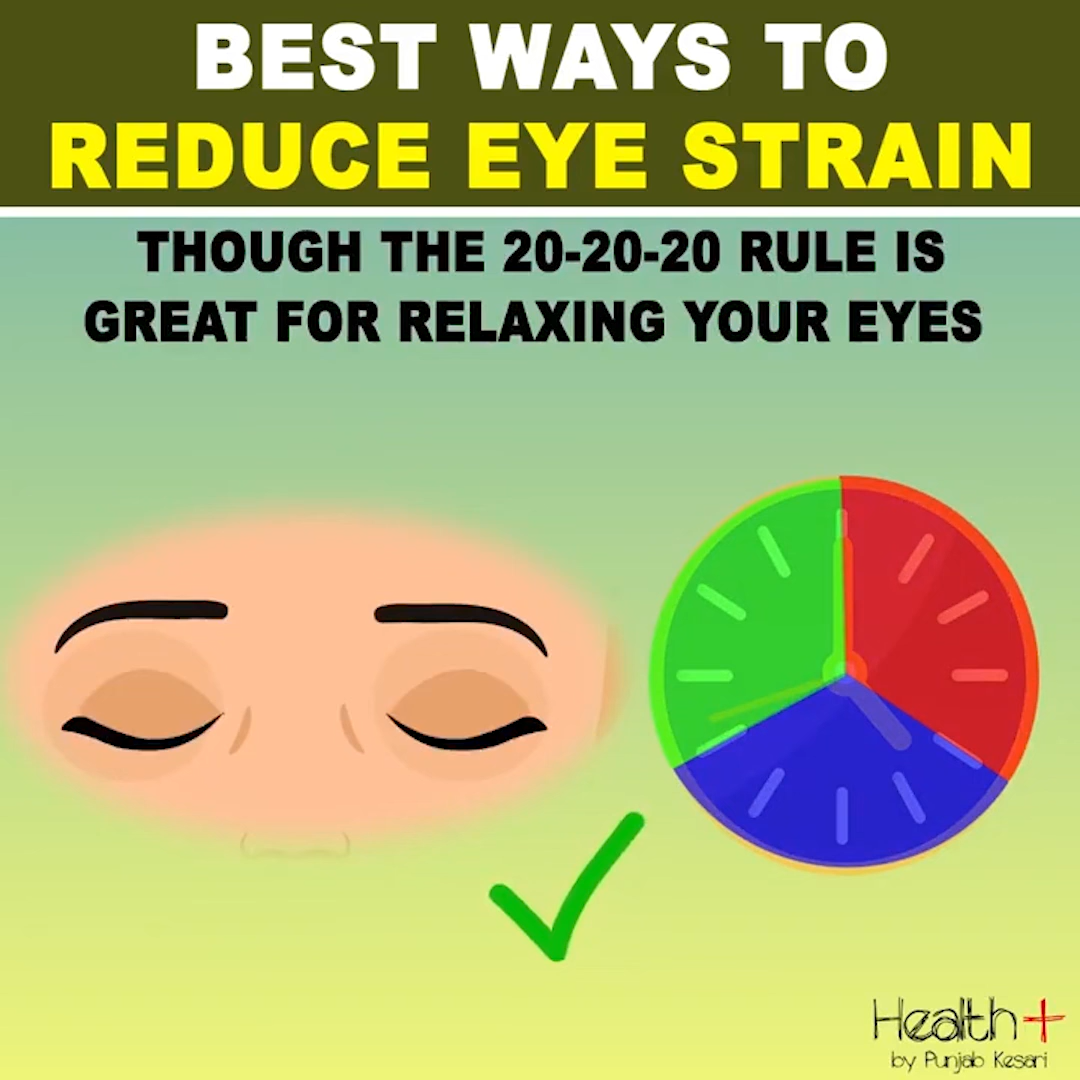 BEST WAYS TO
REDUCE EYE STRAIN
THOUGH THE 20-20-20 RULE IS
GREAT FOR RELAXING YOUR EYES
Health+
by Punjab Kesari